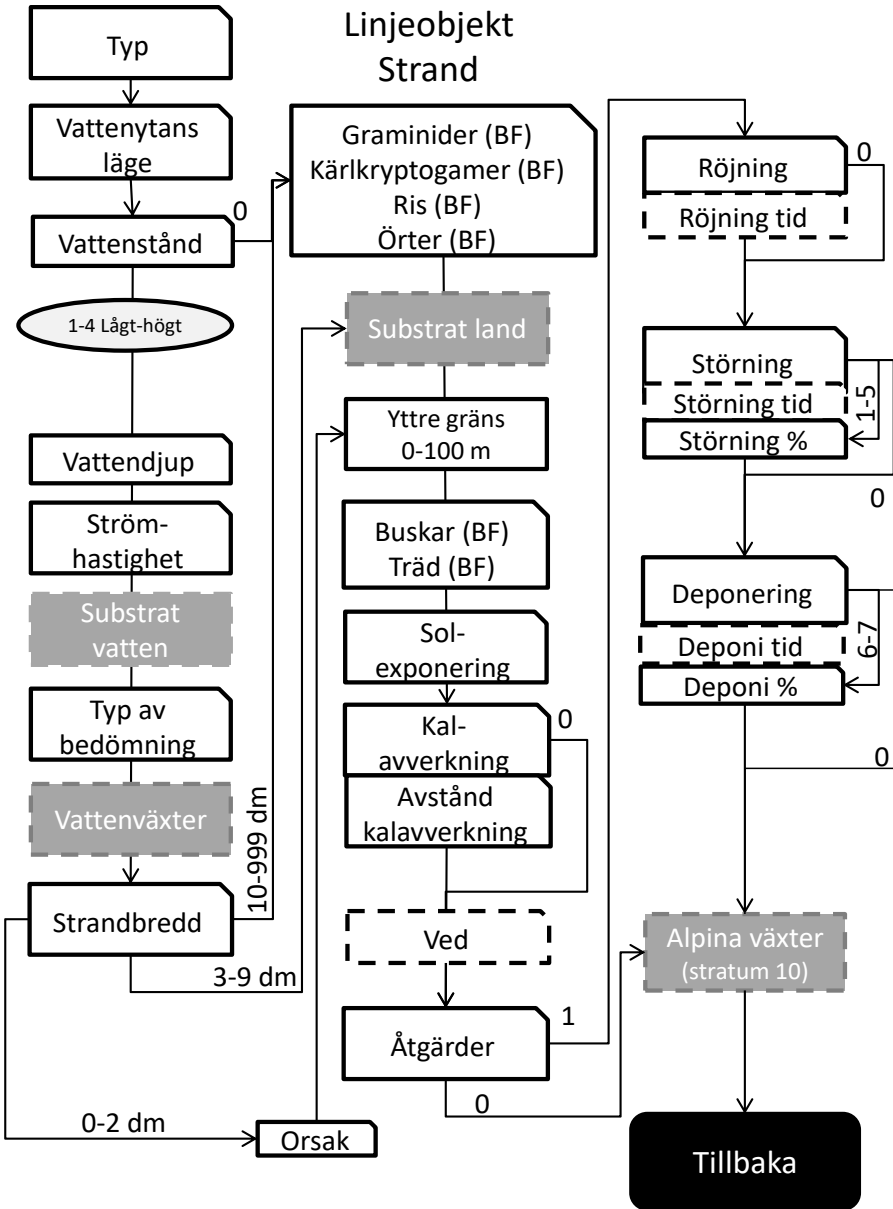 Linjeobjekt
Strand
Typ
Vattenytans
läge
Vattenstånd
0
1-4 Lågt-högt
Vattendjup
Ström-
hastighet
Substrat
vatten
Typ av
bedömning
Vattenväxter
Strandbredd
10-999 dm
3-9 dm
0-2 dm
Orsak
Graminider (BF)
Kärlkryptogamer (BF)
Ris (BF)
Örter (BF)
Substrat land
Yttre gräns
0-100 m
Buskar (BF)
Träd (BF)
Sol-
exponering
Kal-
avverkning
0
Avstånd
kalavverkning
Ved
Åtgärder
1
0
Röjning
0
Röjning tid
Störning
Störning tid
1-5
Störning %
0
Deponering
Deponi tid
6-7
Deponi %
0
Alpina växter
(stratum 10)
Tillbaka